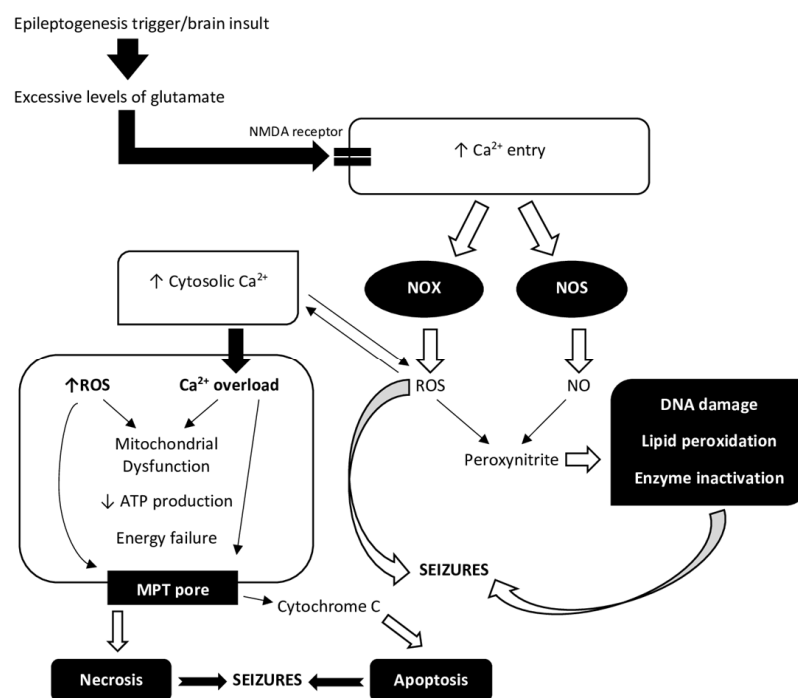 Epileptogenesis trigger/brain insult
Excessive levels of glutamate
NMDA receptor
↑ Ca²⁺ entry
↑ Cytosolic Ca²⁺
NOX
NOS
↑ROS
Ca²⁺ overload
ROS
NO
Mitochondrial
Dysfunction
↓ ATP production
Energy failure
Peroxynitrite
DNA damage
Lipid peroxidation
Enzyme inactivation
SEIZURES
MPT pore
Cytochrome C
Necrosis
SEIZURES
Apoptosis